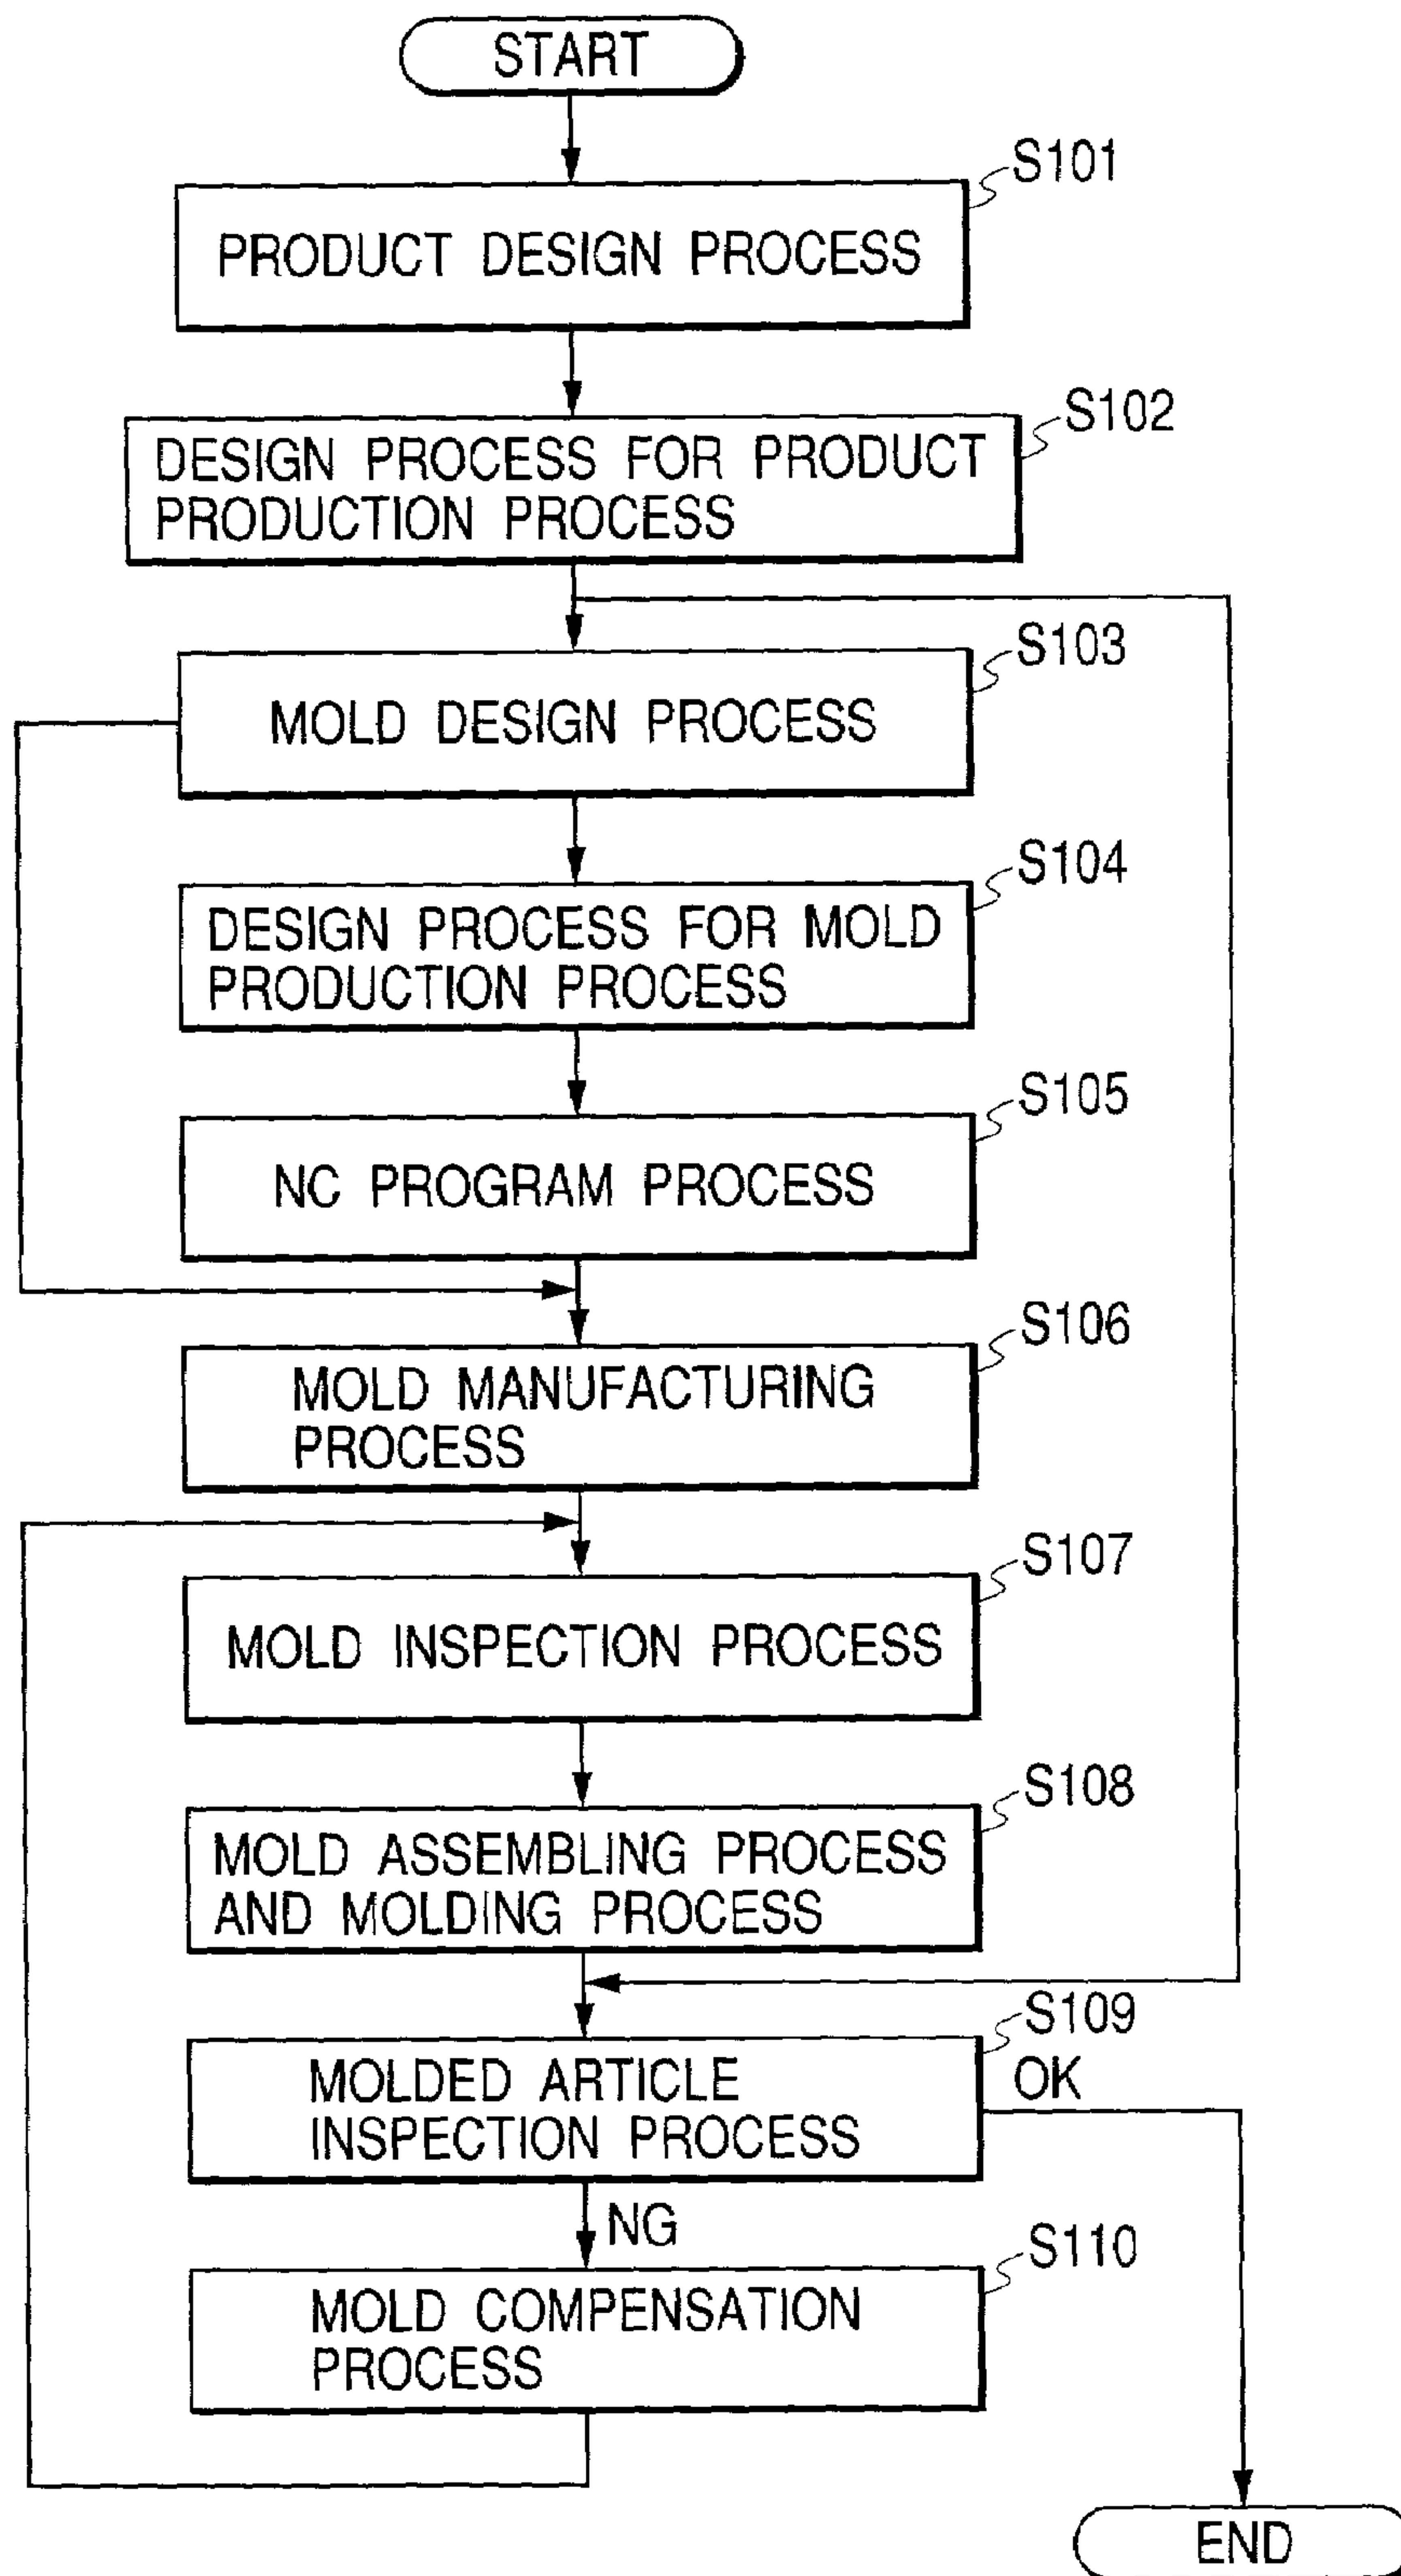 START
S101
PRODUCT DESIGN PROCESS
S102
DESIGN PROCESS FOR PRODUCT
PRODUCTION PROCESS
S103
MOLD DESIGN PROCESS
S104
DESIGN PROCESS FOR MOLD
PRODUCTION PROCESS
S105
NC PROGRAM PROCESS
S106
MOLD MANUFACTURING
PROCESS
S107
MOLD INSPECTION PROCESS
S108
MOLD ASSEMBLING PROCESS
AND MOLDING PROCESS
S109
OK
MOLDED ARTICLE
INSPECTION PROCESS
NG
S110
MOLD COMPENSATION
PROCESS
END